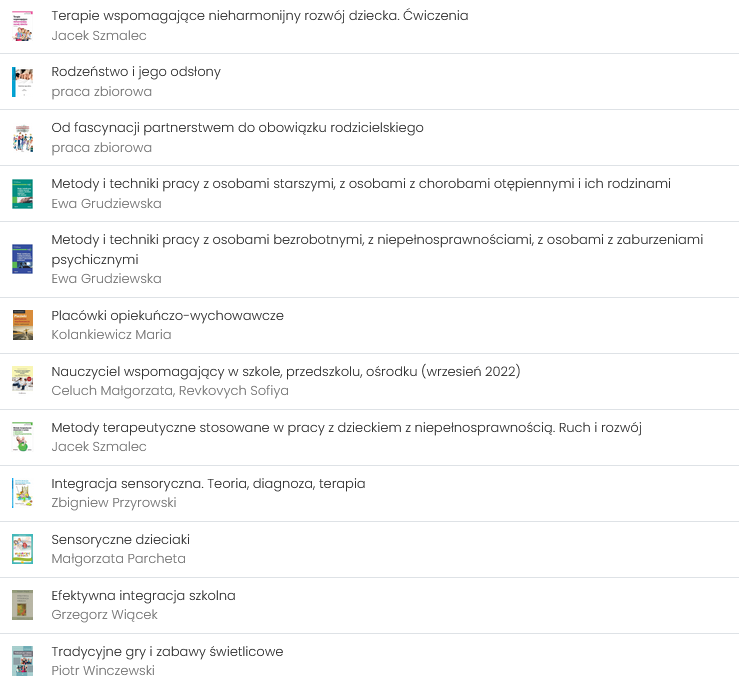 Terapie wspomagające nieharmonijny rozwój dziecka. Ćwiczenia
Jacek Szmalec
Rodzeństwo i jego odsłony
praca zbiorowa
Od fascynacji partnerstwem do obowiązku rodzicielskiego
praca zbiorowa
Metody i techniki pracy z osobami starszymi, z osobami z chorobami otępiennymi i ich rodzinami
Ewa Grudziewska
Metody i techniki pracy z osobami bezrobotnymi, z niepełnosprawnościami, z osobami z zaburzeniami
psychicznymi
Ewa Grudziewska
Placówki opiekuńczo-wychowawcze
Kolankiewicz Maria
Nauczyciel wspomagający w szkole, przedszkolu, ośrodku (wrzesień 2022)
Celuch Małgorzata, Revkovych Sofiya
Metody terapeutyczne stosowane w pracy z dzieckiem z niepełnosprawnością. Ruch i rozwój
Jacek Szmalec
Integracja sensoryczna. Teoria, diagnoza, terapia
Zbigniew Przyrowski
Sensoryczne dzieciaki
Małgorzata Parcheta
Efektywna integracja szkolna
Grzegorz Wiącek
Tradycyjne gry i zabawy świetlicowe
Piotr Winczewski